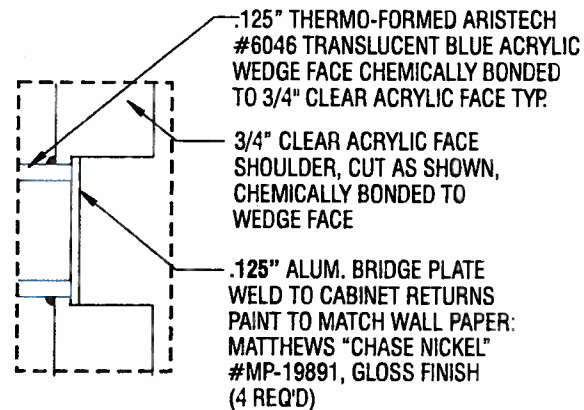 .125" THERMO-FORMED ARISTECH
#6046 TRANSLUCENT BLUE ACRYLIC
WEDGE FACE CHEMICALLY BONDED
TO 3/4" CLEAR ACRYLIC FACE TYP.
3/4" CLEAR ACRYLIC FACE
SHOULDER, CUT AS SHOWN,
CHEMICALLY BONDED TO
WEDGE FACE
.125" ALUM. BRIDGE PLATE
WELD TO CABINET RETURNS
PAINT TO MATCH WALL PAPER:
MATTHEWS "CHASE NICKEL"
#MP-19891, GLOSS FINISH
(4 REQ'D)